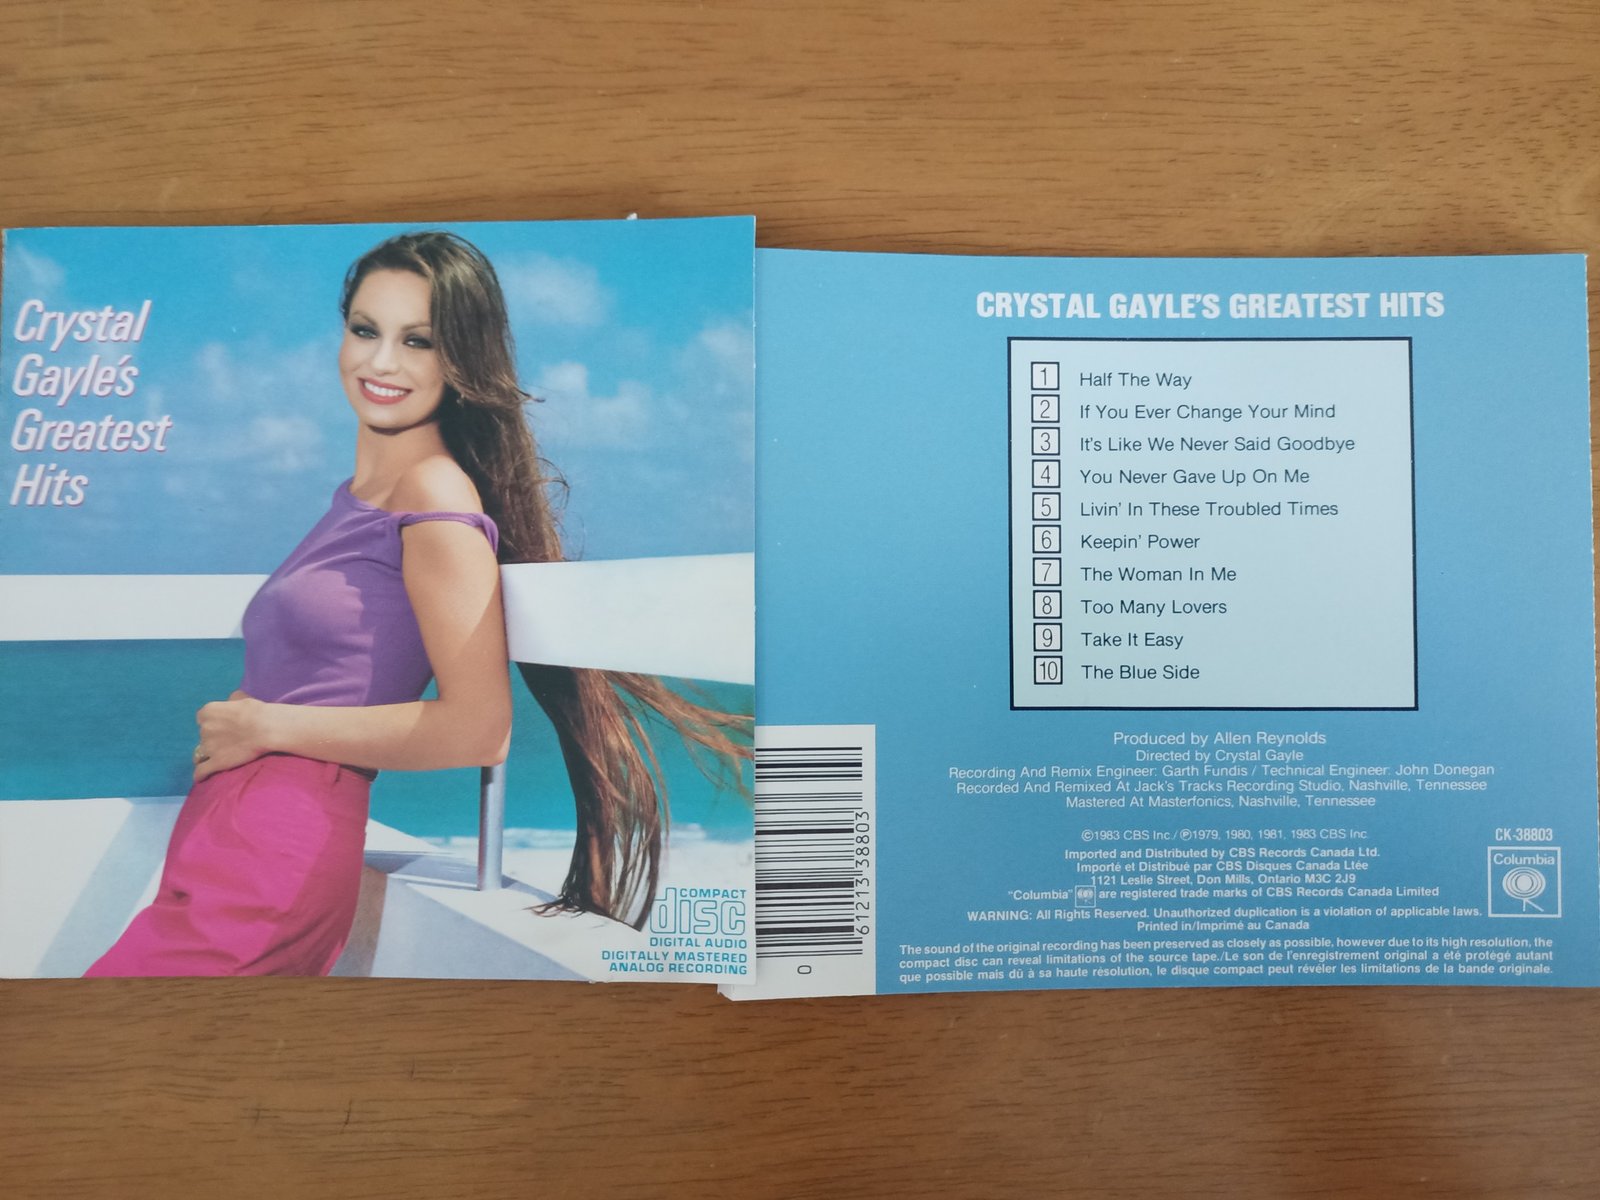 Crystal
Gayle's
Greatest
Hits
COMPACT
disc
DIGITAL AUDIO
DIGITALLY MASTERED
ANALOG RECORDING
CRYSTAL GAYLE'S GREATEST HITS
1 Half The Way
2 If You Ever Change Your Mind
3 It's Like We Never Said Goodbye
4 You Never Gave Up On Me
5 Livin' In These Troubled Times
6 Keepin' Power
7 The Woman In Me
8 Too Many Lovers
9 Take It Easy
10 The Blue Side
Produced by Allen Reynolds
Directed by Crystal Gayle
Recording And Remix Engineer: Garth Fundis / Technical Engineer: John Donegan
Recorded And Remixed At Jack's Tracks Recording Studio, Nashville, Tennessee
Mastered At Masterfonics, Nashville, Tennessee
©1983 CBS Inc./℗1979, 1980, 1981, 1983 CBS Inc.
Imported and Distributed by CBS Records Canada Ltd.
Importé et Distribué par CBS Disques Canada Ltée
1121 Leslie Street, Don Mills, Ontario M3C 2J9
"Columbia" are registered trade marks of CBS Records Canada Limited
WARNING: All Rights Reserved. Unauthorized duplication is a violation of applicable laws.
Printed in/Imprimé au Canada
The sound of the original recording has been preserved as closely as possible, however due to its high resolution, the
compact disc can reveal limitations of the source tape./Le son de l'enregistrement original a été protégé autant
que possible mais dû à sa haute résolution, le disque compact peut révéler les limitations de la bande originale.
CK-38803
Columbia
61213 38803
0